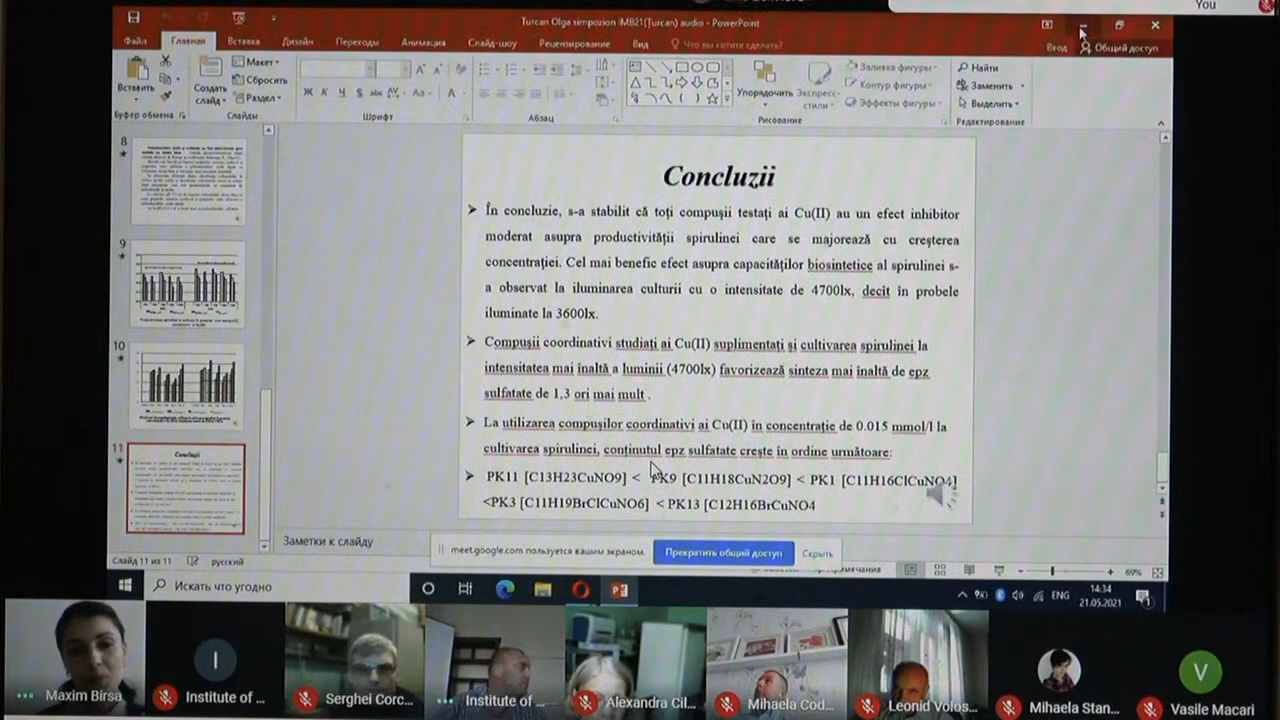 You
Turcan Olga simpozion iMB21(Turcan) audio - PowerPoint
Файл Главная Вставка Дизайн Переходы Анимация Слайд-шоу Рецензирование Вид Что вы хотите сделать? Вход Общий доступ
Вставить
Создать слайд
Макет
Сбросить
Раздел
Ж К Ч S abc AV Aa A
Упорядочить
Экспресс-стили
Заливка фигуры
Контур фигуры
Эффекты фигуры
Найти
Заменить
Выделить
Буфер обмена Слайды Шрифт Абзац Рисование Редактирование
8
9
10
11
Concluzii
Concluzii
➤ În concluzie, s-a stabilit că toți compușii testați ai Cu(II) au un efect inhibitor
moderat asupra productivității spirulinei care se majorează cu creșterea
concentrației. Cel mai benefic efect asupra capacităților biosintetice al spirulinei s-
a observat la iluminarea culturii cu o intensitate de 4700lx, decît în probele
iluminate la 3600lx.
➤ Compușii coordinativi studiați ai Cu(II) suplimentați și cultivarea spirulinei la
intensitatea mai înaltă a luminii (4700lx) favorizează sinteza mai înaltă de epz
sulfatate de 1,3 ori mai mult .
➤ La utilizarea compușilor coordinativi ai Cu(II) în concentrație de 0.015 mmol/l la
cultivarea spirulinei, conținutul epz sulfatate crește în ordine următoare:
➤ PK11 [C13H23CuNO9] < PK9 [C11H18CuN2O9] < PK1 [C11H16ClCuNO4]
<PK3 [C11H19BrClCuNO6] < PK13 [C12H16BrCuNO4
Заметки к слайду
meet.google.com пользуется вашим экраном. Прекратить общий доступ Скрыть
Слайд 11 из 11 русский 69%
Искать что угодно
ENG
14:34
21.05.2021
Maxim Birsa
I
Institute of ...
Serghei Corc...
Institute of ...
Alexandra Cil...
Mihaela Cod...
Leonid Volos...
Mihaela Stan...
V
Vasile Macari